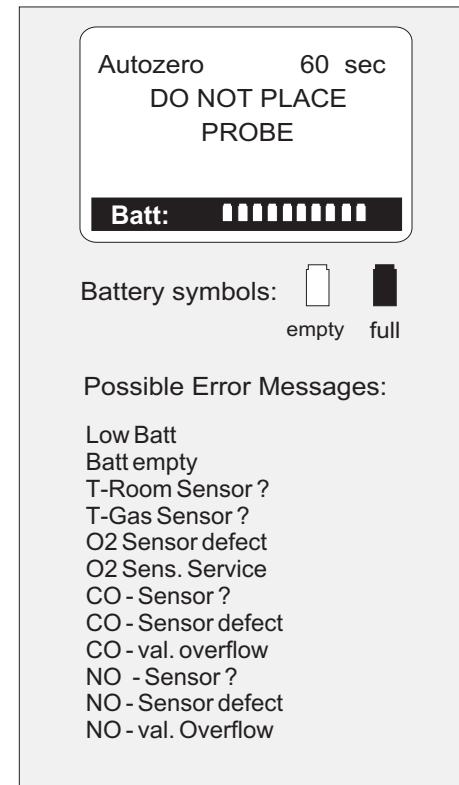 Autozero 60 sec
DO NOT PLACE
PROBE
Batt:
Battery symbols:
empty full
Possible Error Messages:
Low Batt
Batt empty
T-Room Sensor ?
T-Gas Sensor ?
O2 Sensor defect
O2 Sens. Service
CO - Sensor ?
CO - Sensor defect
CO - val. overflow
NO - Sensor ?
NO - Sensor defect
NO - val. Overflow